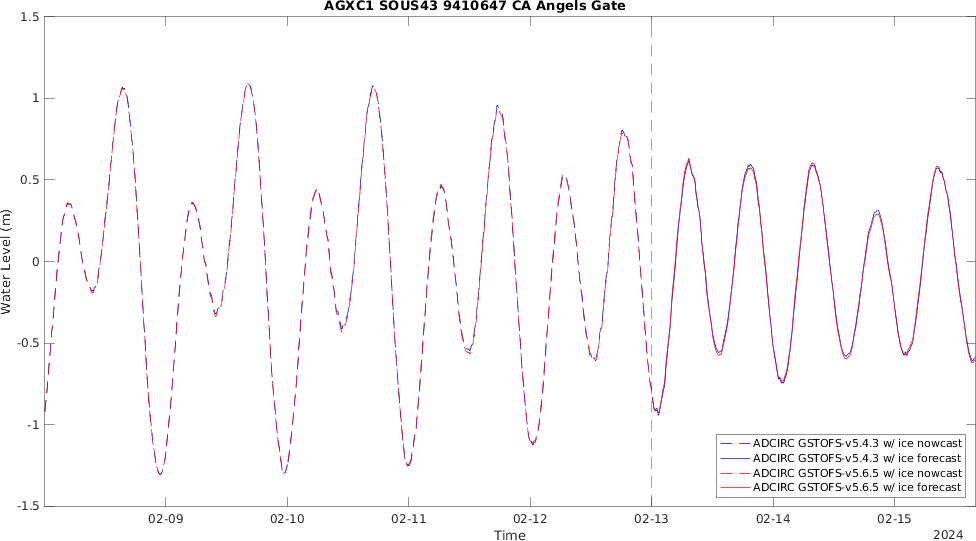 AGXC1 SOUS43 9410647 CA Angels Gate
1.5
1
0.5
0
-0.5
-1
-1.5
Water Level (m)
02-09
02-10
02-11
02-12
02-13
02-14
02-15
Time
2024
ADCIRC GSTOFS-v5.4.3 w/ ice nowcast
ADCIRC GSTOFS-v5.4.3 w/ ice forecast
ADCIRC GSTOFS-v5.6.5 w/ ice nowcast
ADCIRC GSTOFS-v5.6.5 w/ ice forecast